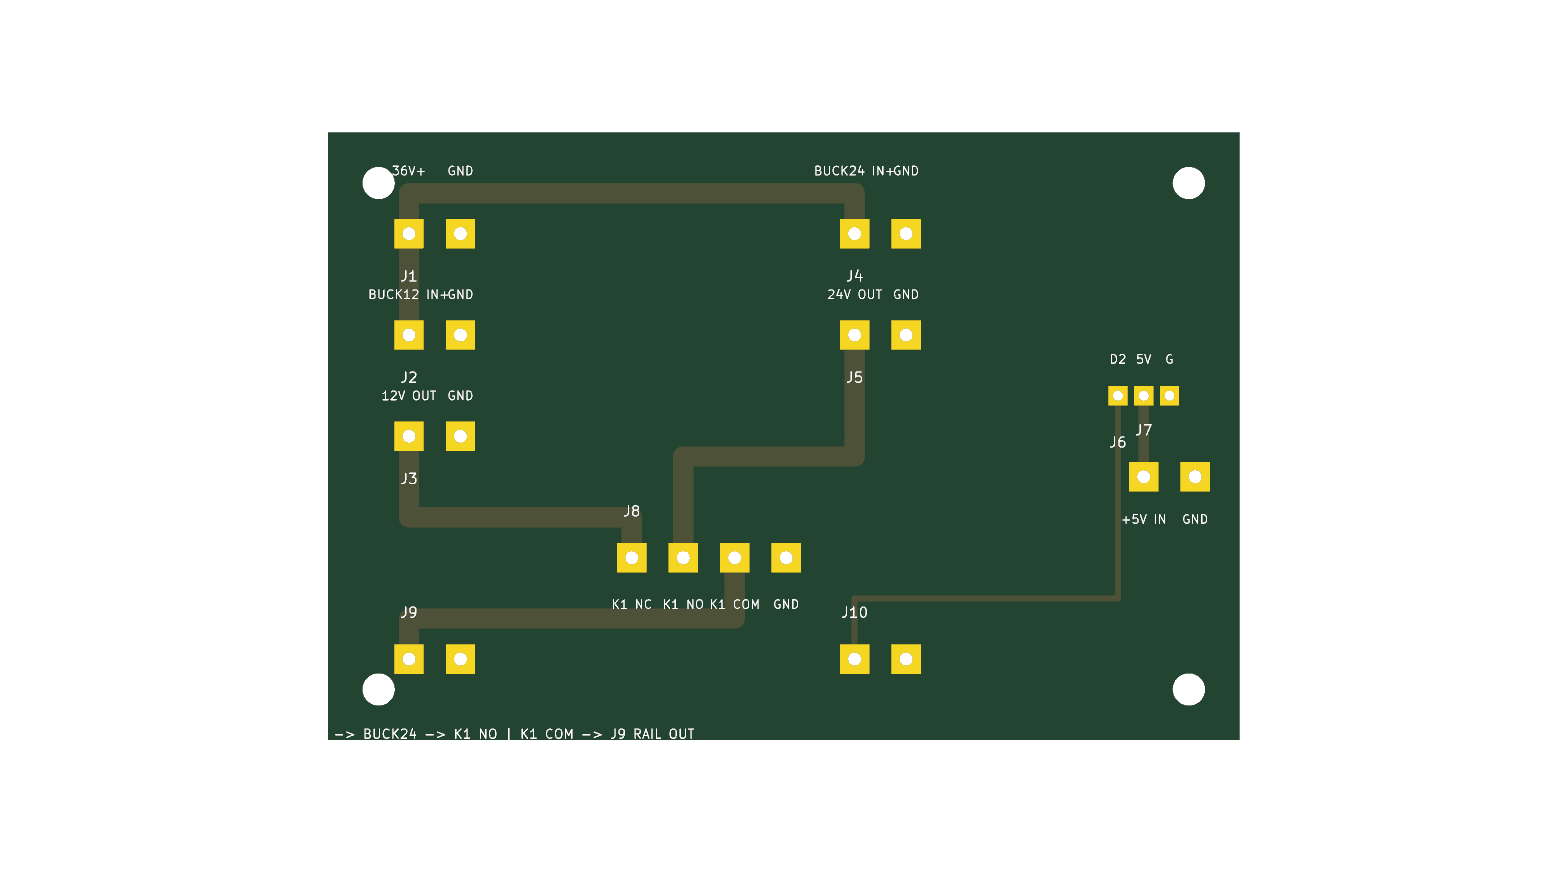 36V+ GND BUCK24 IN+ GND
J1 J4
BUCK12 IN+ GND 24V OUT GND
D2 5V G
J2 J5
12V OUT GND
J7
J6
J3
J8
+5V IN GND
K1 NC K1 NO K1 COM GND
J9 J10
-> BUCK24 -> K1 NO | K1 COM -> J9 RAIL OUT